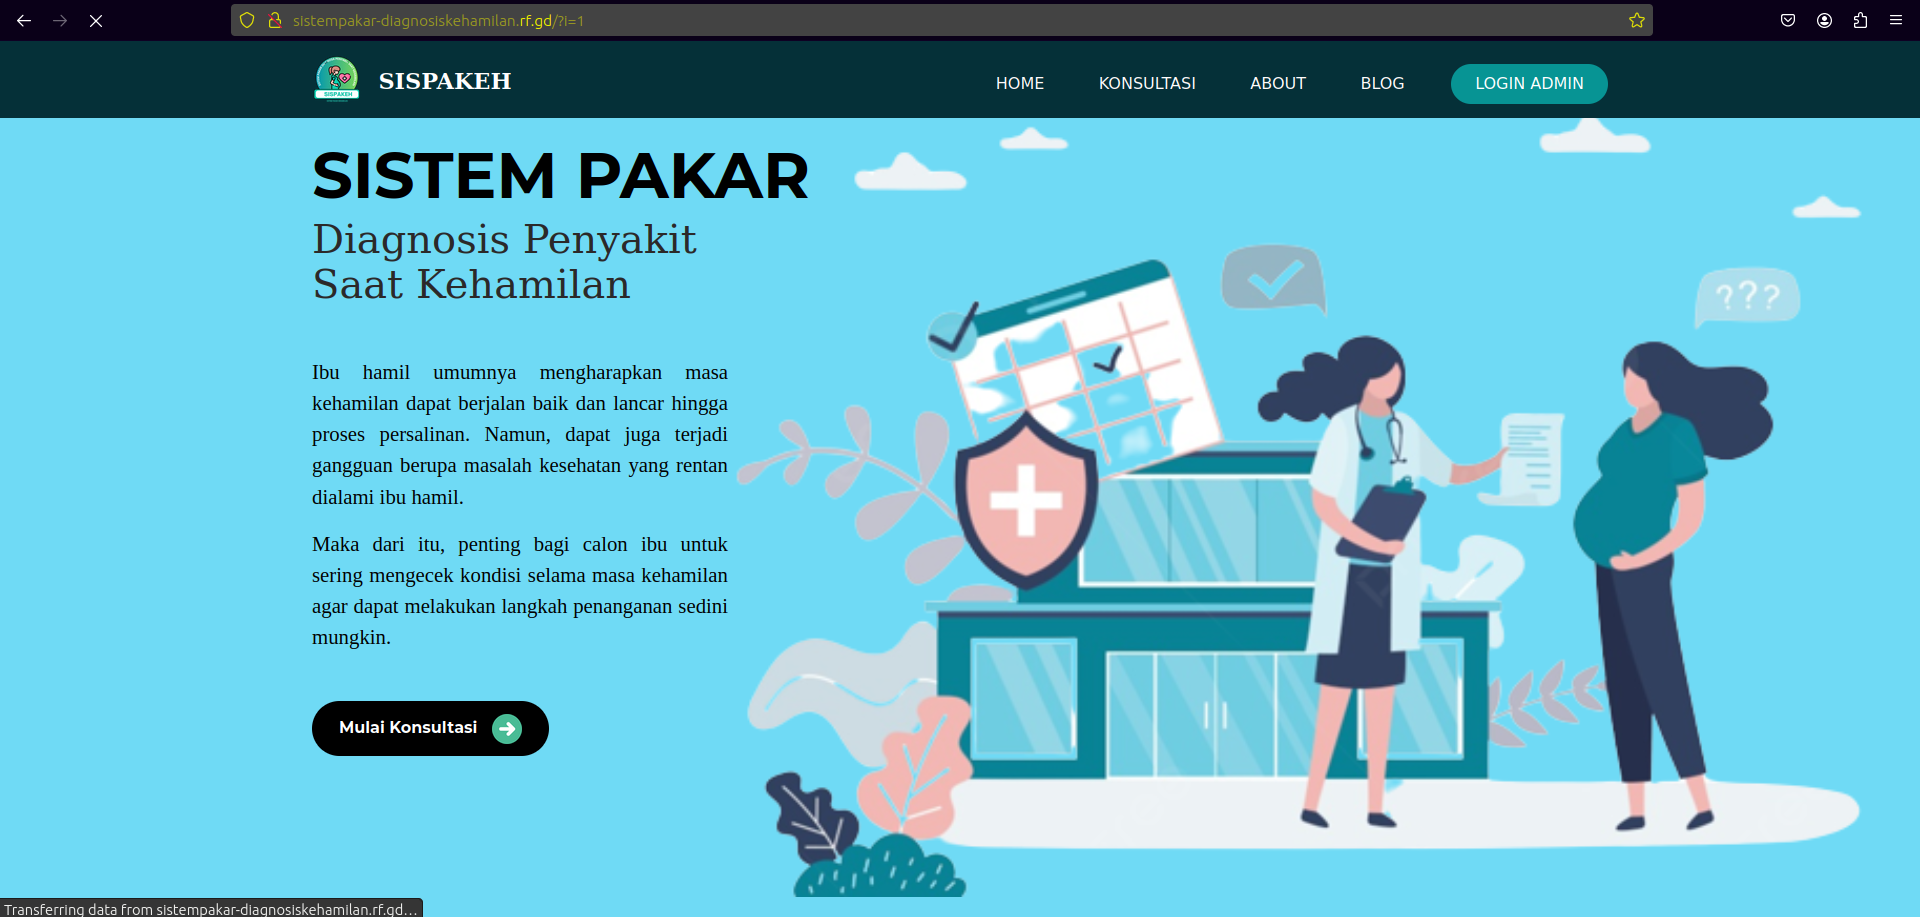 sistempakar-diagnosiskehamilan.rf.gd/?i=1
SISPAKEH
SISPAKEH
HOME
KONSULTASI
ABOUT
BLOG
LOGIN ADMIN
SISTEM PAKAR
Diagnosis Penyakit
Saat Kehamilan
???
Ibu hamil umumnya mengharapkan masa
kehamilan dapat berjalan baik dan lancar hingga
proses persalinan. Namun, dapat juga terjadi
gangguan berupa masalah kesehatan yang rentan
dialami ibu hamil.
Maka dari itu, penting bagi calon ibu untuk
sering mengecek kondisi selama masa kehamilan
agar dapat melakukan langkah penanganan sedini
mungkin.
Mulai Konsultasi
Transferring data from sistempakar-diagnosiskehamilan.rf.gd…